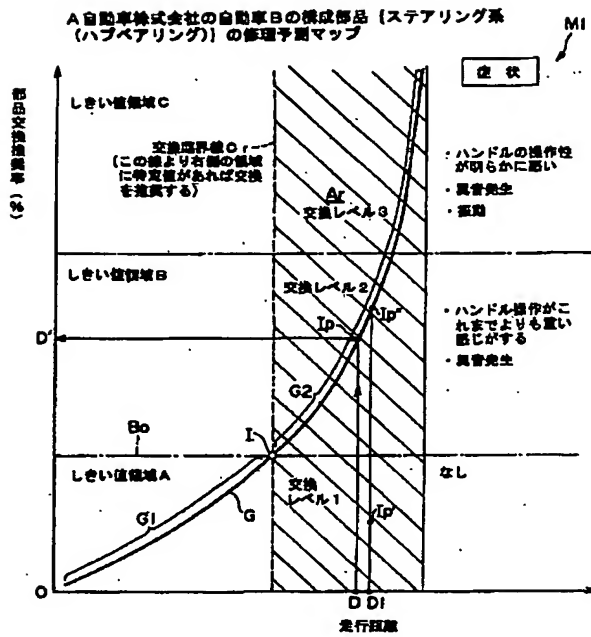 A自動車株式会社の自動車Bの構成部品{ステアリング系
(ハブベアリング)}の修理予測マップ
M1
症状
部品交換推奨率(%)
しきい値領域C
交換臨界線Cr
(この線より右側の領域
に特定値があれば交換
を推奨する)
Ar
交換レベル3
・ハンドルの操作性
が明らかに悪い
・異音発生
・振動
しきい値領域B
交換レベル2
Ip
Ip"
・ハンドル操作がこ
れまでよりも重い
感じがする
・異音発生
D'
G2
Bo
I
しきい値領域A
交換
レベル1
なし
G1
G
Ip'
O
D
D1
走行距離